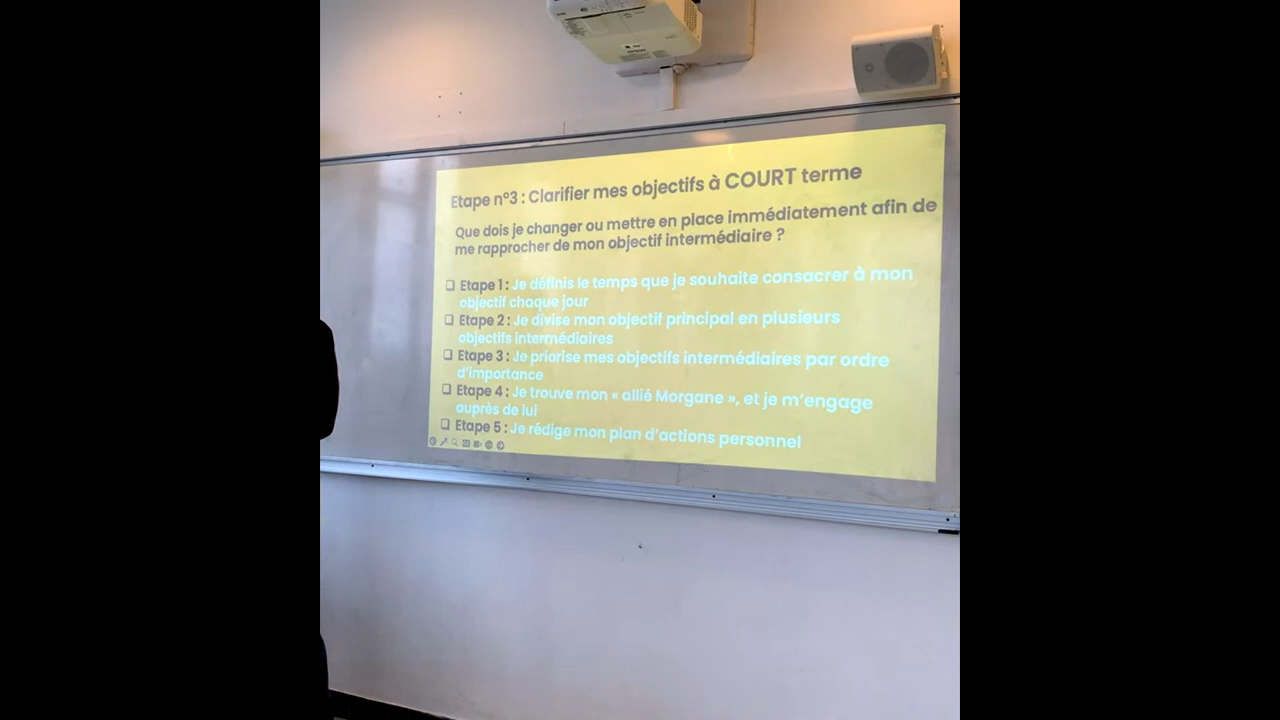 Etape n°3 : Clarifier mes objectifs à COURT terme
Que dois je changer ou mettre en place immédiatement afin de
me rapprocher de mon objectif intermédiaire ?
Etape 1 : Je définis le temps que je souhaite consacrer à mon
objectif chaque jour
Etape 2 : Je divise mon objectif principal en plusieurs
objectifs intermédiaires
Etape 3 : Je priorise mes objectifs intermédiaires par ordre
d'importance
Etape 4 : Je trouve mon « allié Morgane », et je m'engage
auprès de lui
Etape 5 : Je rédige mon plan d'actions personnel